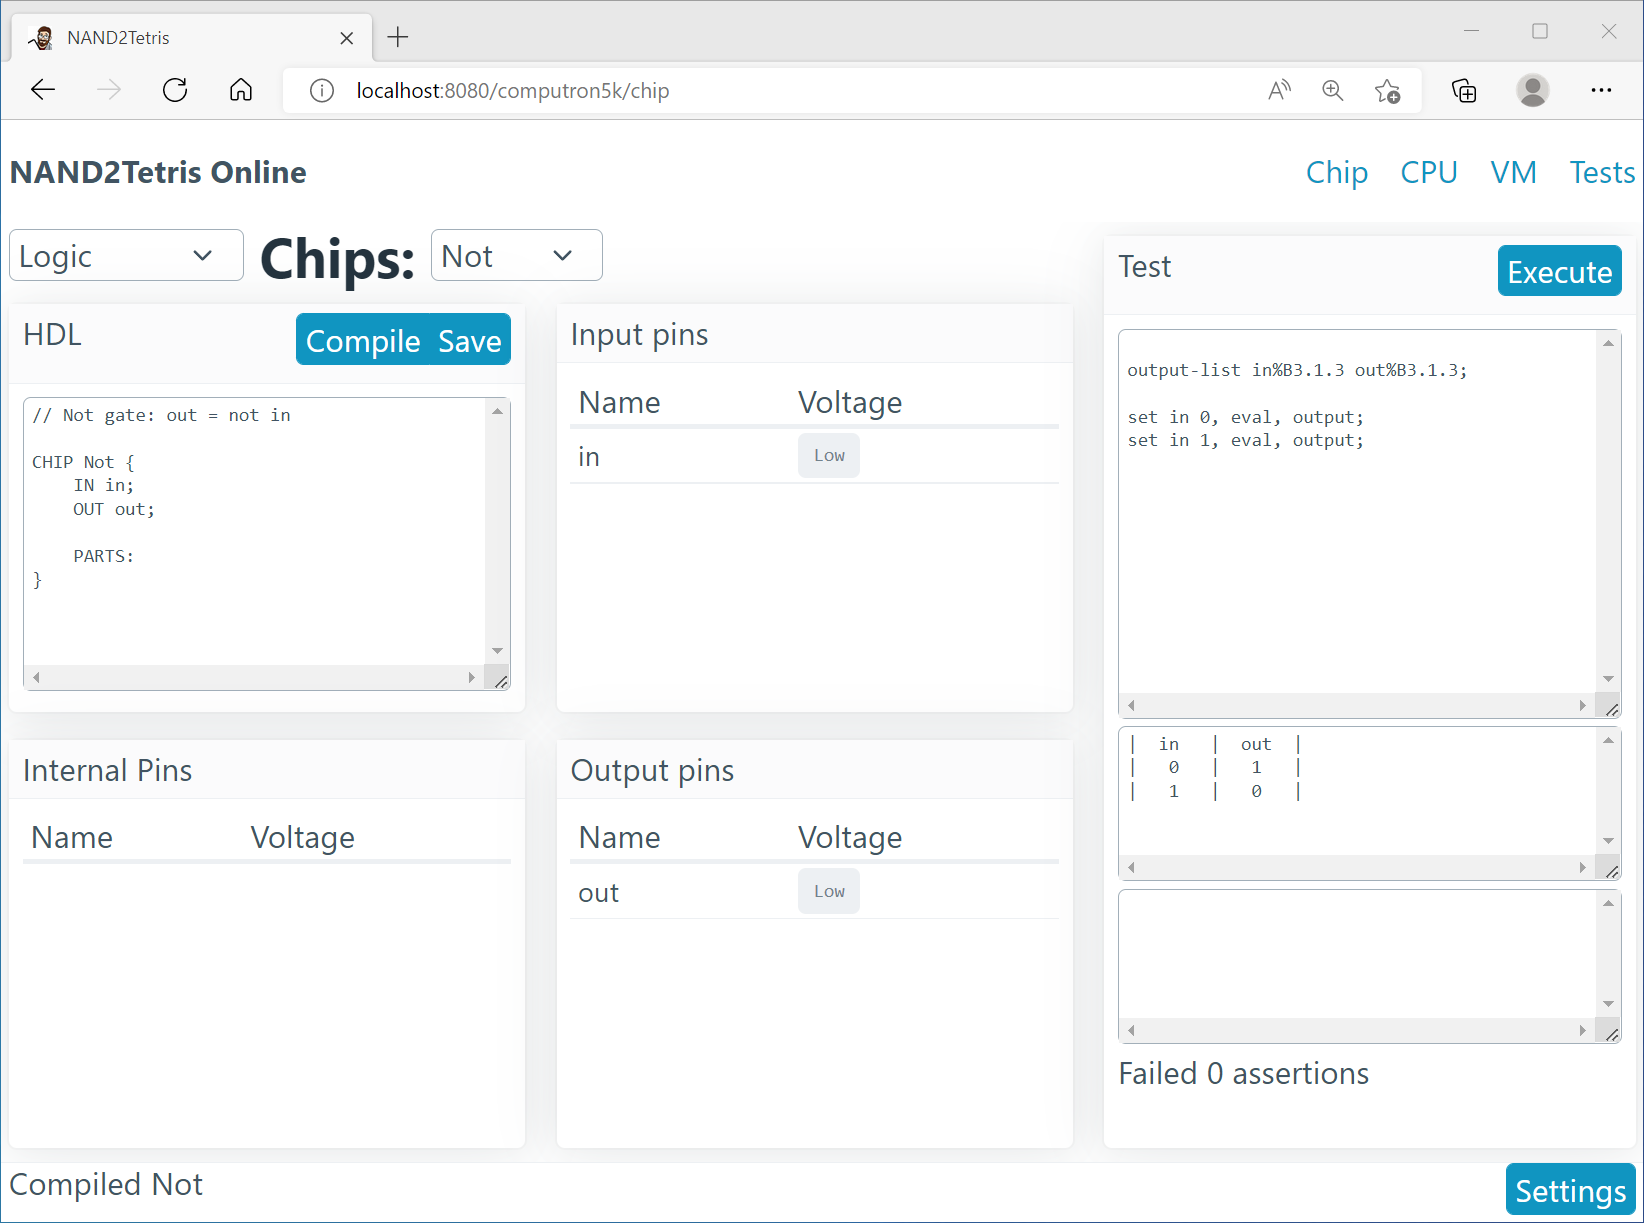 NAND2Tetris
localhost:8080/computron5k/chip
NAND2Tetris Online
Chip CPU VM Tests
Logic
Chips:
Not
HDL
Compile Save
// Not gate: out = not in
CHIP Not {
IN in;
OUT out;
PARTS:
}
Input pins
Name Voltage
in Low
Internal Pins
Name Voltage
Output pins
Name Voltage
out Low
Test
Execute
output-list in%B3.1.3 out%B3.1.3;
set in 0, eval, output;
set in 1, eval, output;
| in | out |
| 0 | 1 |
| 1 | 0 |
Failed 0 assertions
Compiled Not
Settings